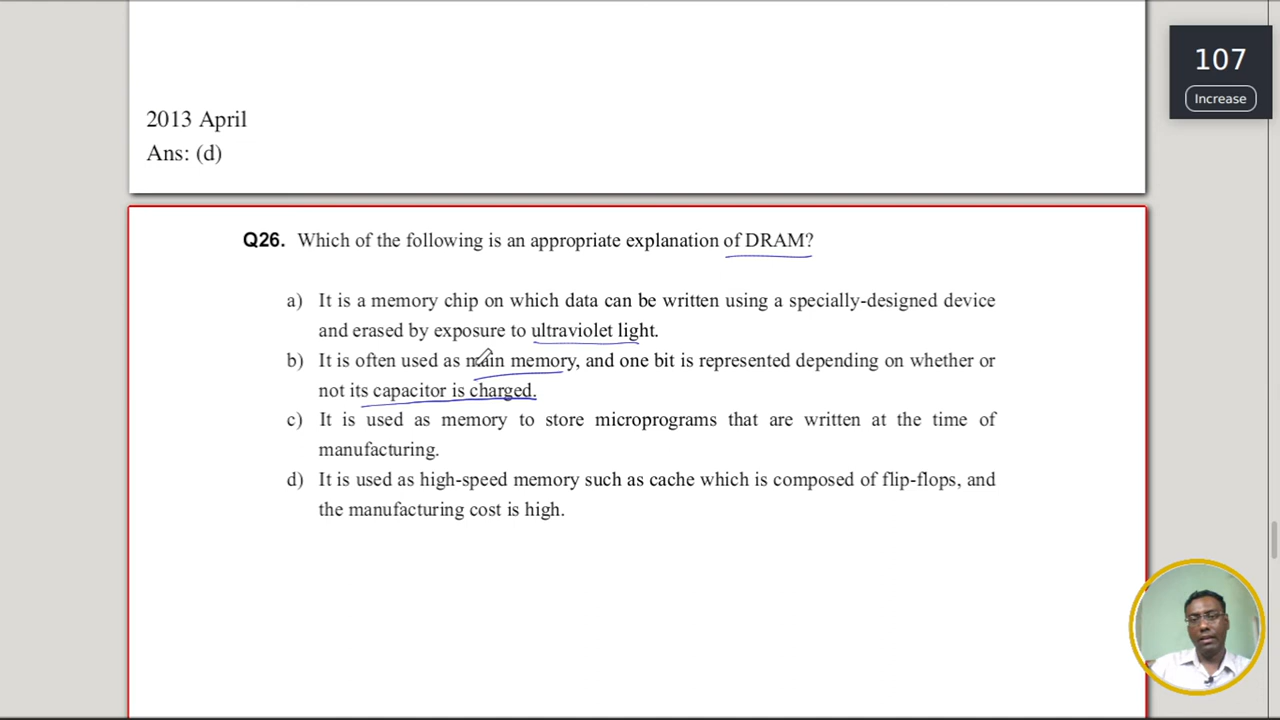 107
Increase
2013 April
Ans: (d)
Q26. Which of the following is an appropriate explanation of DRAM?
a) It is a memory chip on which data can be written using a specially-designed device
and erased by exposure to ultraviolet light.
b) It is often used as main memory, and one bit is represented depending on whether or
not its capacitor is charged.
c) It is used as memory to store microprograms that are written at the time of
manufacturing.
d) It is used as high-speed memory such as cache which is composed of flip-flops, and
the manufacturing cost is high.